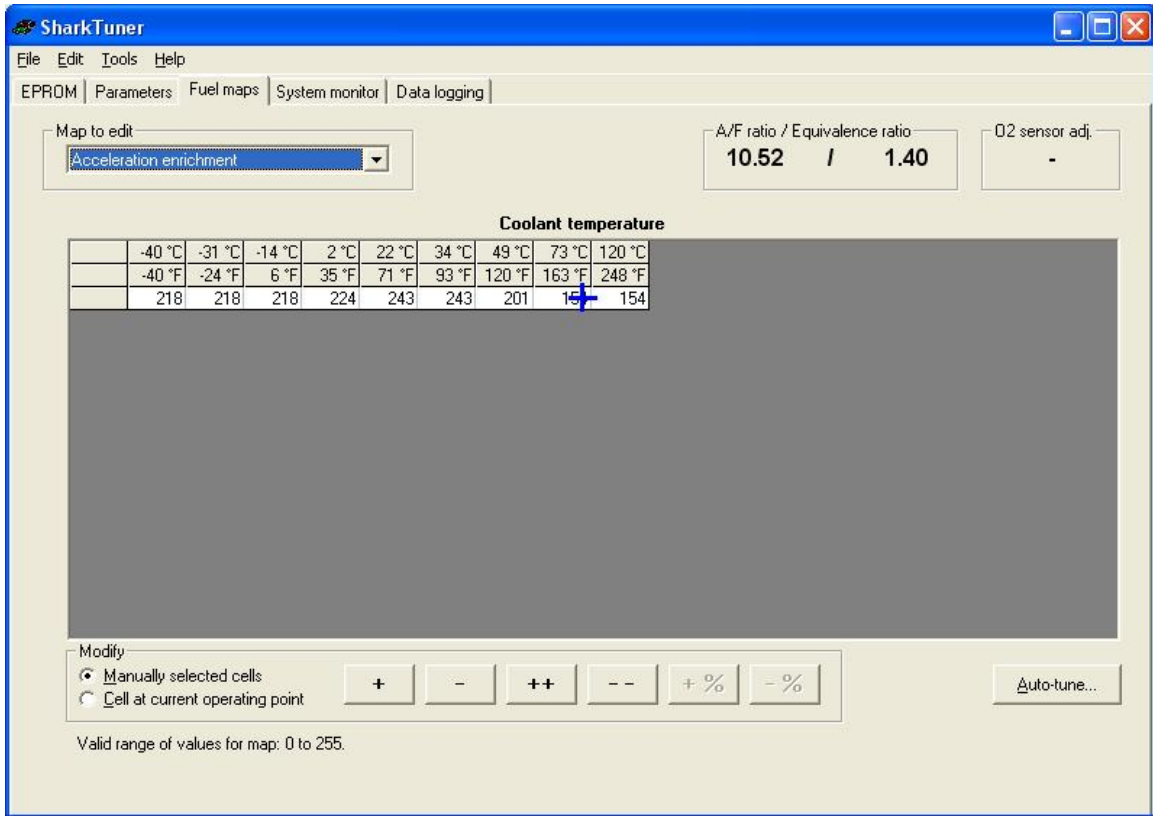 SharkTuner
File Edit Tools Help
EPROM Parameters Fuel maps System monitor Data logging
Map to edit
Acceleration enrichment
A/F ratio / Equivalence ratio
10.52 / 1.40
O2 sensor adj.
-
Coolant temperature
-40 °C -31 °C -14 °C 2 °C 22 °C 34 °C 49 °C 73 °C 120 °C
-40 °F -24 °F 6 °F 35 °F 71 °F 93 °F 120 °F 163 °F 248 °F
218 218 218 224 243 243 201 154
Modify
Manually selected cells
Cell at current operating point
+ - ++ -- + % - %
Auto-tune...
Valid range of values for map: 0 to 255.